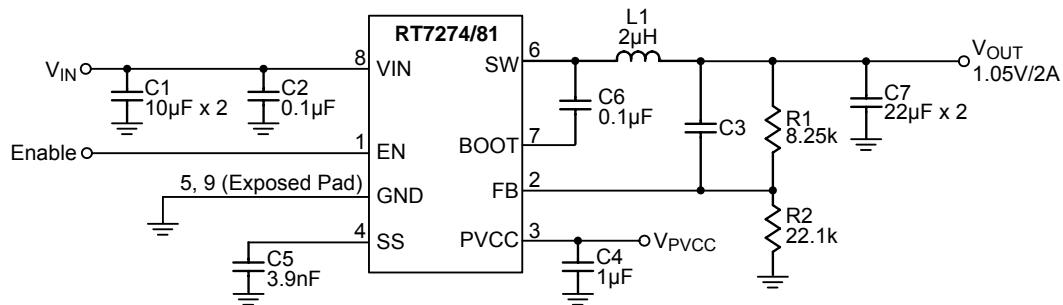 RT7274/81
L1
2µH
6
8
VIN
SW
V_IN
C1
10µF x 2
C2
0.1µF
C6
0.1µF
V_OUT
1.05V/2A
C7
22µF x 2
R1
8.25k
C3
Enable
1
EN
7
BOOT
5, 9 (Exposed Pad)
GND
2
FB
4
SS
C5
3.9nF
3
PVCC
V_PVCC
C4
1µF
R2
22.1k